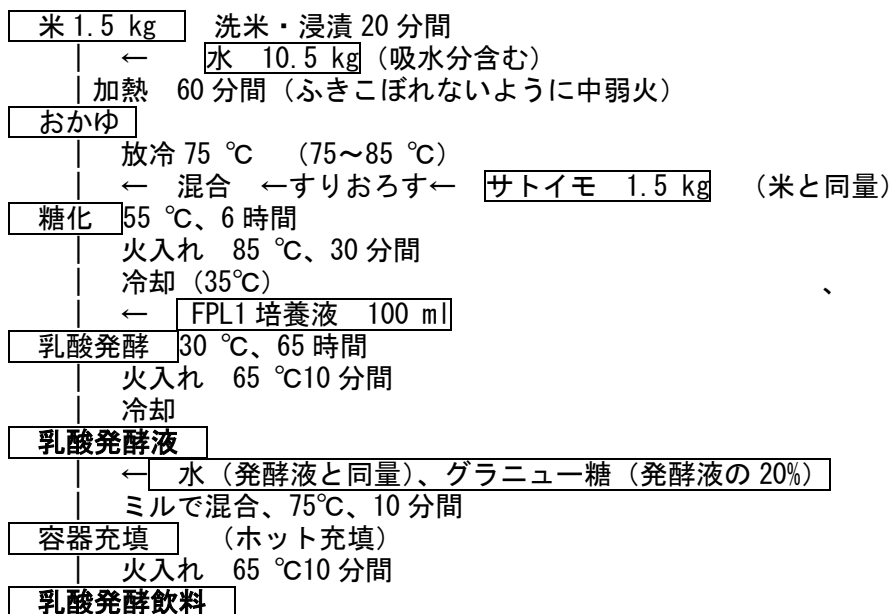 米 1.5 kg 洗米・浸漬 20 分間
← 水 10.5 kg（吸水分含む）
加熱 60 分間（ふきこぼれないように中弱火）
おかゆ
放冷 75 ℃ （75～85 ℃）
← 混合 ←すりおろす← サトイモ 1.5 kg （米と同量）
糖化 55 ℃、6 時間
火入れ 85 ℃、30 分間
冷却（35℃） 、
← FPL1 培養液 100 ml
乳酸発酵 30 ℃、65 時間
火入れ 65 ℃10 分間
冷却
乳酸発酵液
← 水（発酵液と同量）、グラニュー糖（発酵液の 20%）
ミルで混合、75℃、10 分間
容器充填 （ホット充填）
火入れ 65 ℃10 分間
乳酸発酵飲料